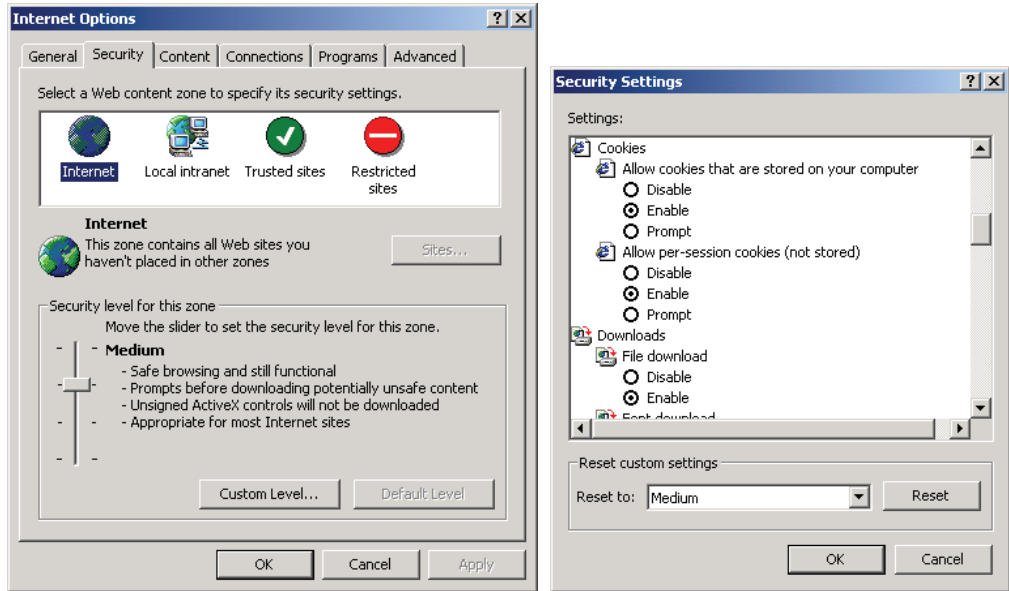 Internet Options
General Security Content Connections Programs Advanced
Select a Web content zone to specify its security settings.
Internet Local intranet Trusted sites Restricted
sites
Internet
This zone contains all Web sites you
haven't placed in other zones
Sites...
Security level for this zone
Move the slider to set the security level for this zone.
Medium
- Safe browsing and still functional
- Prompts before downloading potentially unsafe content
- Unsigned ActiveX controls will not be downloaded
- Appropriate for most Internet sites
Custom Level... Default Level
OK Cancel Apply
Security Settings
Settings:
Cookies
Allow cookies that are stored on your computer
Disable
Enable
Prompt
Allow per-session cookies (not stored)
Disable
Enable
Prompt
Downloads
File download
Disable
Enable
Font download
Reset custom settings
Reset to: Medium Reset
OK Cancel